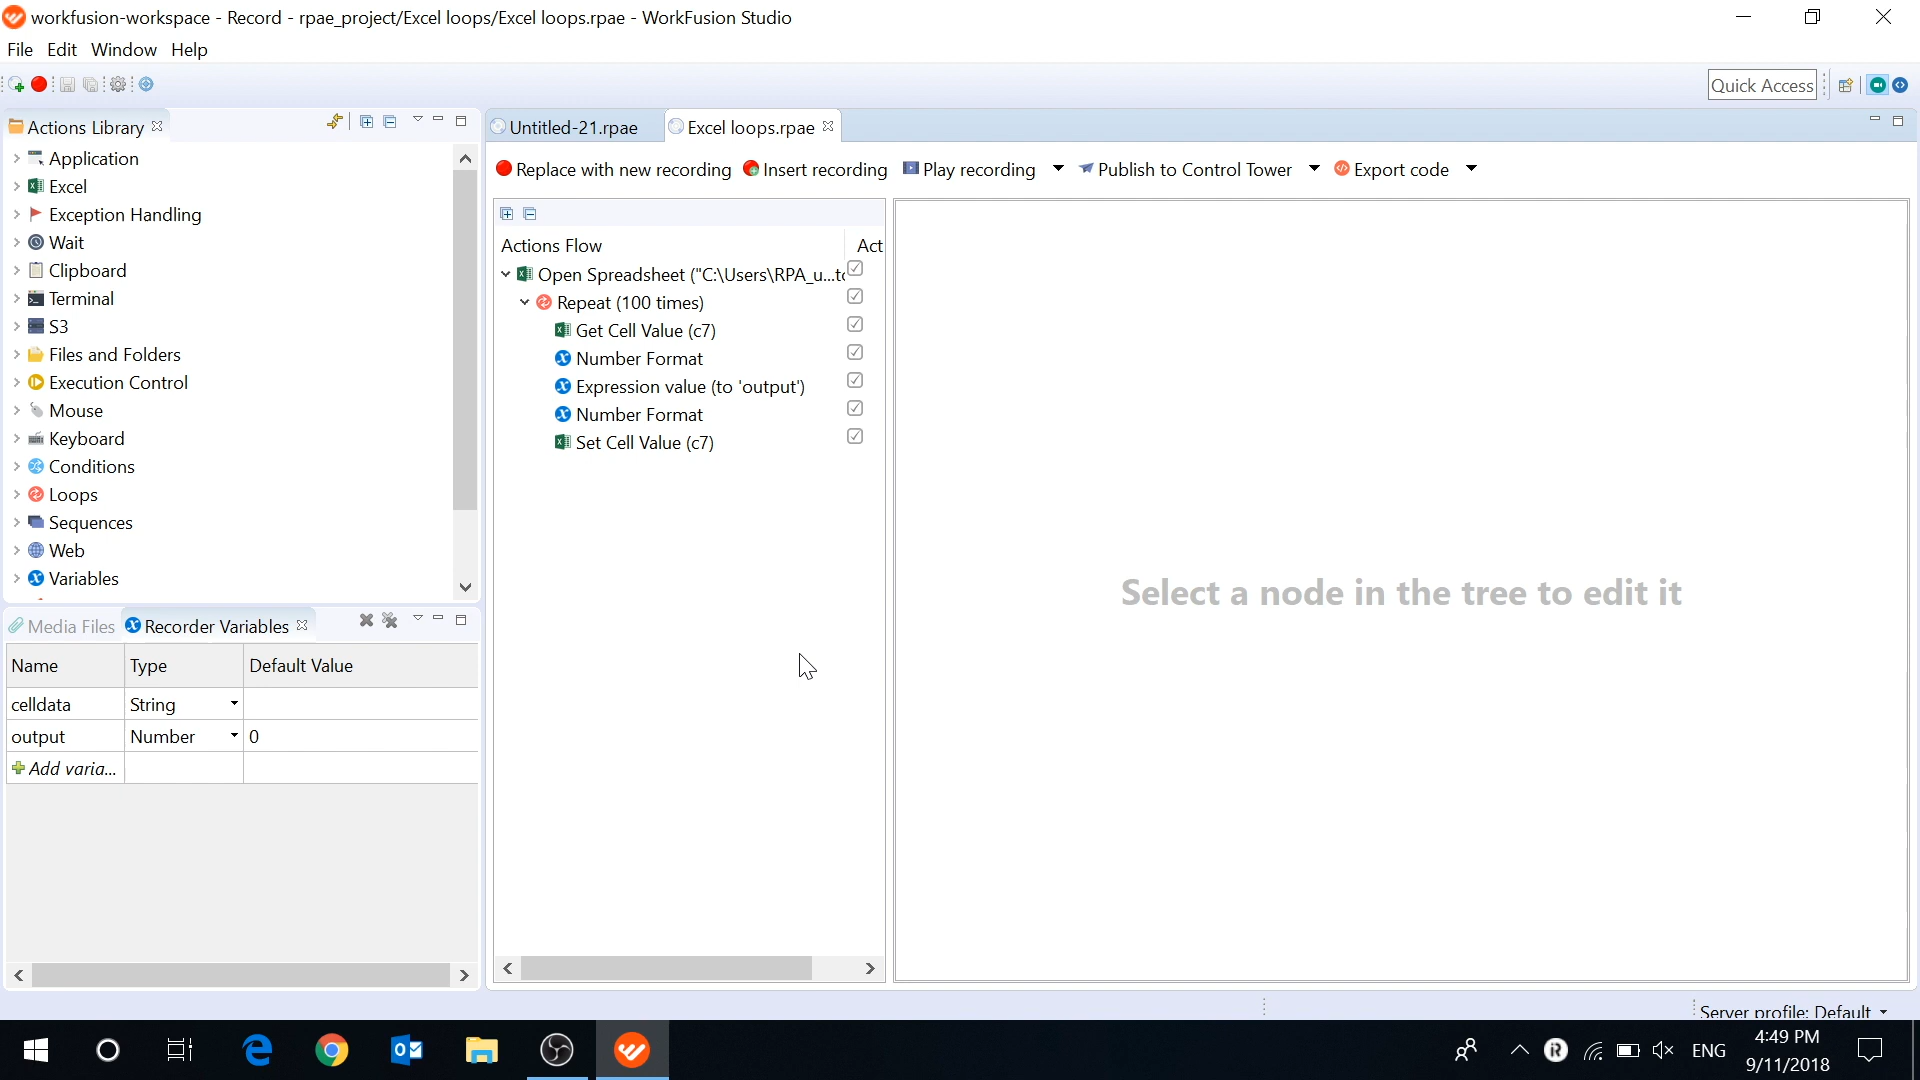 workfusion-workspace - Record - rpae_project/Excel loops/Excel loops.rpae - WorkFusion Studio
File Edit Window Help
Quick Access
Actions Library
Application
Excel
Exception Handling
Wait
Clipboard
Terminal
S3
Files and Folders
Execution Control
Mouse
Keyboard
Conditions
Loops
Sequences
Web
Variables
Media Files Recorder Variables
Name Type Default Value
celldata String
output Number 0
Add varia...
Untitled-21.rpae Excel loops.rpae
Replace with new recording Insert recording Play recording Publish to Control Tower Export code
Actions Flow Act
Open Spreadsheet ("C:\Users\RPA_u...to
Repeat (100 times)
Get Cell Value (c7)
Number Format
Expression value (to 'output')
Number Format
Set Cell Value (c7)
Select a node in the tree to edit it
Server profile: Default
ENG
4:49 PM
9/11/2018